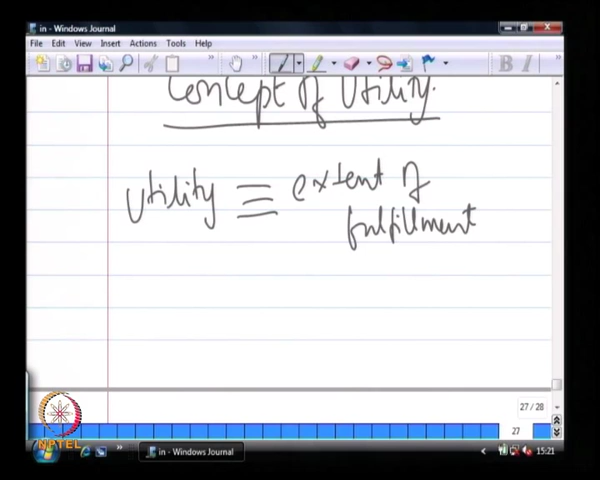 in - Windows Journal
File Edit View Insert Actions Tools Help
B I
Concept of Utility.
Utility ≡ extent of
fulfillment
27 / 28
27
NPTEL
in - Windows Journal
15:21